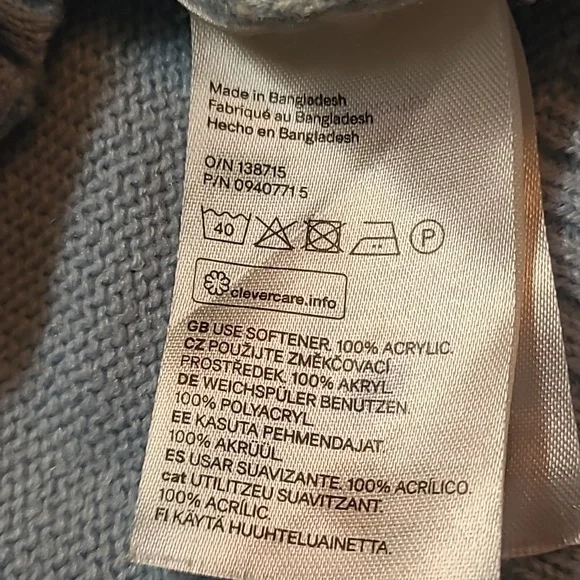 Made in Bangladesh
Fabriqué au Bangladesh
Hecho en Bangladesh
O/N 138715
P/N 09407715
40
P
clevercare.info
GB USE SOFTENER. 100% ACRYLIC.
CZ POUŽIJTE ZMĚKČOVACÍ
PROSTŘEDEK. 100% AKRYL
DE WEICHSPÜLER BENUTZEN.
100% POLYACRYL
EE KASUTA PEHMENDAJAT.
100% AKRÜÜL
ES USAR SUAVIZANTE. 100% ACRÍLICO.
cat UTILITZEU SUAVITZANT.
100% ACRÍLIC.
FI KÄYTÄ HUUHTELUAINETTA.